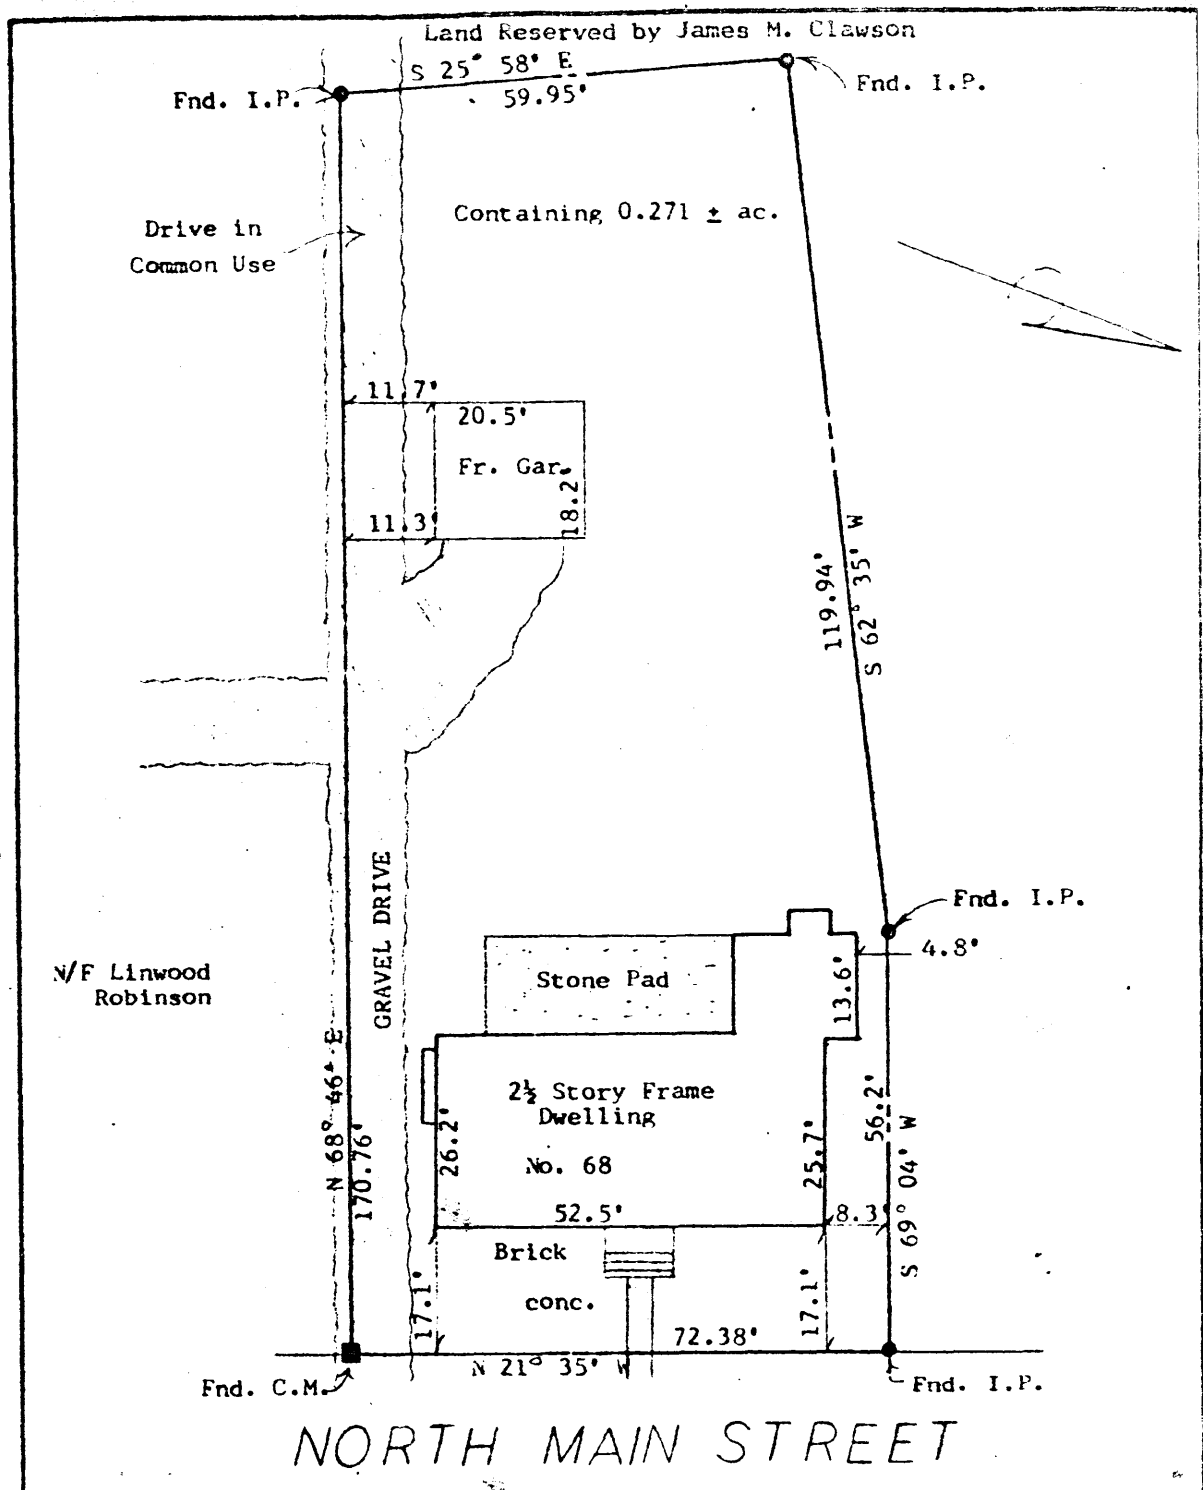 Land Reserved by James M. Clawson
S 25° 58' E
59.95'
Fnd. I.P.
Fnd. I.P.
Containing 0.271 ± ac.
Drive in
Common Use
11.7'
20.5'
Fr. Gar.
18.2'
11.3'
119.94'
S 62° 35' W
Fnd. I.P.
4.8'
GRAVEL DRIVE
Stone Pad
13.6'
N/F Linwood
Robinson
N 68° 46' E
170.76'
2½ Story Frame
Dwelling
No. 68
26.2'
25.7'
56.2'
S 69° 04' W
52.5'
8.3'
Brick
conc.
17.1'
17.1'
72.38'
N 21° 35' W
Fnd. C.M.
Fnd. I.P.
NORTH MAIN STREET